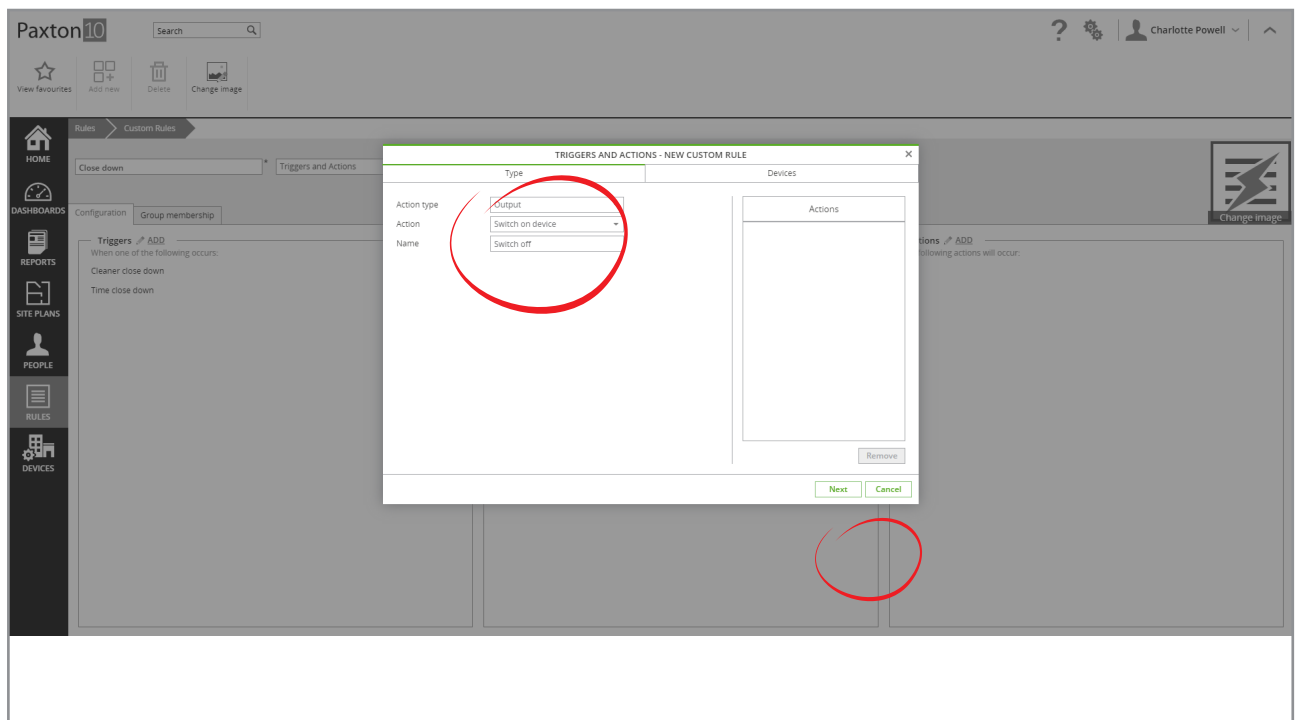 Paxton10
Search
?
Charlotte Powell
View favourites
Add new
Delete
Change image
Rules
Custom Rules
HOME
DASHBOARDS
REPORTS
SITE PLANS
PEOPLE
RULES
DEVICES
Close down
*
Triggers and Actions
Change image
Configuration
Group membership
Triggers ADD
When one of the following occurs:
Cleaner close down
Time close down
tions ADD
ollowing actions will occur:
TRIGGERS AND ACTIONS - NEW CUSTOM RULE
Type
Devices
Action type
Output
Action
Switch on device
Name
Switch off
Actions
Remove
Next
Cancel